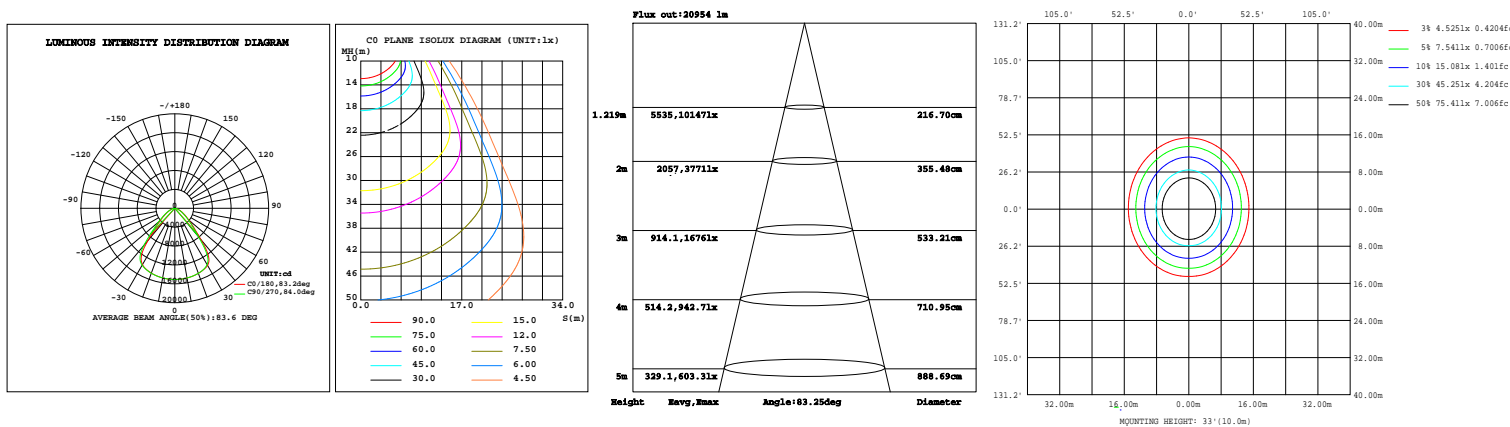 LUMINOUS INTENSITY DISTRIBUTION DIAGRAM
-/+180
-150
150
-120
120
-90
90
-60
60
-30
30
0
0
4000
8000
12000
16000
20000
UNIT:cd
C0/180,83.2deg
C90/270,84.0deg
AVERAGE BEAM ANGLE(50%):83.6 DEG
C0 PLANE ISOLUX DIAGRAM (UNIT:lx)
MH(m)
10
14
18
22
26
30
34
38
42
46
50
0.0 17.0 34.0
S(m)
90.0 15.0
75.0 12.0
60.0 7.50
45.0 6.00
30.0 4.50
Flux out:20954 lm
1.219m 5535,10147lx 216.70cm
2m 2057,3771lx 355.48cm
3m 914.1,1676lx 533.21cm
4m 514.2,942.7lx 710.95cm
5m 329.1,603.3lx 888.69cm
Height Eavg,Emax Angle:83.25deg Diameter
105.0' 52.5' 0.0' 52.5' 105.0'
131.2' 40.00m
105.0' 32.00m
78.7' 24.00m
52.5' 16.00m
26.2' 8.00m
0.0' 0.00m
26.2' 8.00m
52.5' 16.00m
78.7' 24.00m
105.0' 32.00m
131.2' 40.00m
32.00m 16.00m 0.00m 16.00m 32.00m
MOUNTING HEIGHT: 33'(10.0m)
3% 4.525lx 0.4204fc
5% 7.541lx 0.7006fc
10% 15.08lx 1.401fc
30% 45.25lx 4.204fc
50% 75.41lx 7.006fc